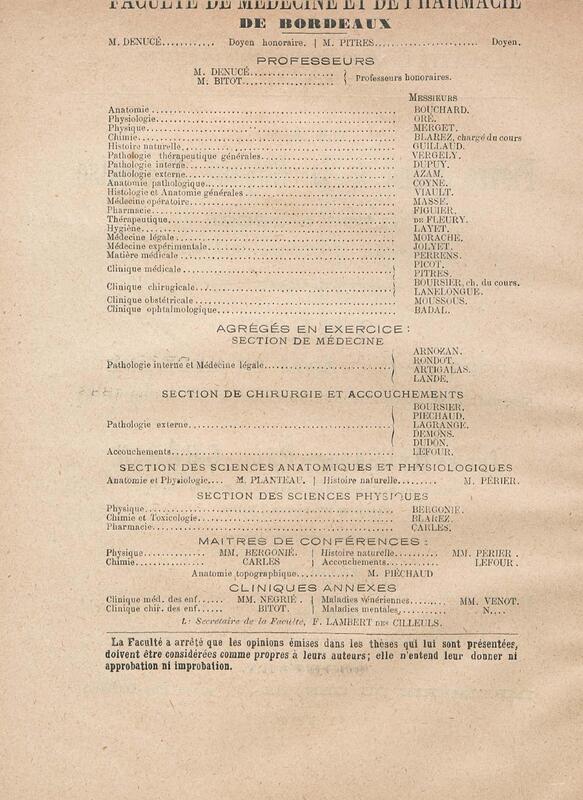 FACULTÉ DE MÉDECINE ET DE PHARMACIE
DE BORDEAUX
M. DENUCÉ........... Doyen honoraire. | M. PITRES..................... Doyen.
PROFESSEURS
M. DENUCÉ.................
M. BITOT.................. } Professeurs honoraires.
MESSIEURS
Anatomie ........ BOUCHARD.
Physiologie........ ORÉ.
Physique ........ MERGET.
Chimie........ BLAREZ, chargé du cours
Histoire naturelle........ GUILLAUD.
Pathologie thérapeutique générales........ VERGELY.
Pathologie interne........ DUPUY.
Pathologie externe........ AZAM.
Anatomie pathologique........ COYNE.
Histologie et Anatomie générales........ VIAULT.
Médecine opératoire........ MASSE.
Pharmacie........ FIGUIER.
Thérapeutique........ DE FLEURY.
Hygiène........ LAYET.
Médecine légale........ MORACHE.
Médecine expérimentale........ JOLYET.
Matière médicale........ PERRENS.
Clinique médicale........ } PICOT.
PITRES.
Clinique chirugicale........ } BOURSIER, ch. du cours.
LANELONGUE.
Clinique obstétricale........ MOUSSOUS.
Clinique ophtalmologique........ BADAL.
AGRÉGÉS EN EXERCICE :
SECTION DE MÉDECINE
Pathologie interne et Médecine légale........ } ARNOZAN.
RONDOT.
ARTIGALAS.
LANDE.
SECTION DE CHIRURGIE ET ACCOUCHEMENTS
Pathologie externe........ } BOURSIER.
PIECHAUD.
LAGRANGE.
DEMONS.
DUDON.
Accouchements........ LEFOUR.
SECTION DES SCIENCES ANATOMIQUES ET PHYSIOLOGIQUES
Anatomie et Physiologie.... M. PLANTEAU. | Histoire naturelle........ M. PÉRIER.
SECTION DES SCIENCES PHYSIQUES
Physique........ BERGONIÉ.
Chimie et Toxicologie........ BLAREZ.
Pharmacie........ CARLES.
MAITRES DE CONFÉRENCES :
Physique............ MM. BERGONIÉ. | Histoire naturelle........... MM. PERIER .
Chimie............ CARLES | Accouchements............ LEFOUR .
Anatomie topographique............ M. PIÉCHAUD
CLINIQUES ANNEXES
Clinique méd. des enf...... MM. NÉGRIÉ. | Maladies vénériennes........ MM. VENOT.
Clinique chir. des enf..... BITOT. | Maladies mentales........ N....
Secrétaire de la Faculté, F. LAMBERT DES CILLEULS.
La Faculté a arrêté que les opinions émises dans les thèses qui lui sont présentées,
doivent être considérées comme propres à leurs auteurs; elle n'entend leur donner ni
approbation ni improbation.